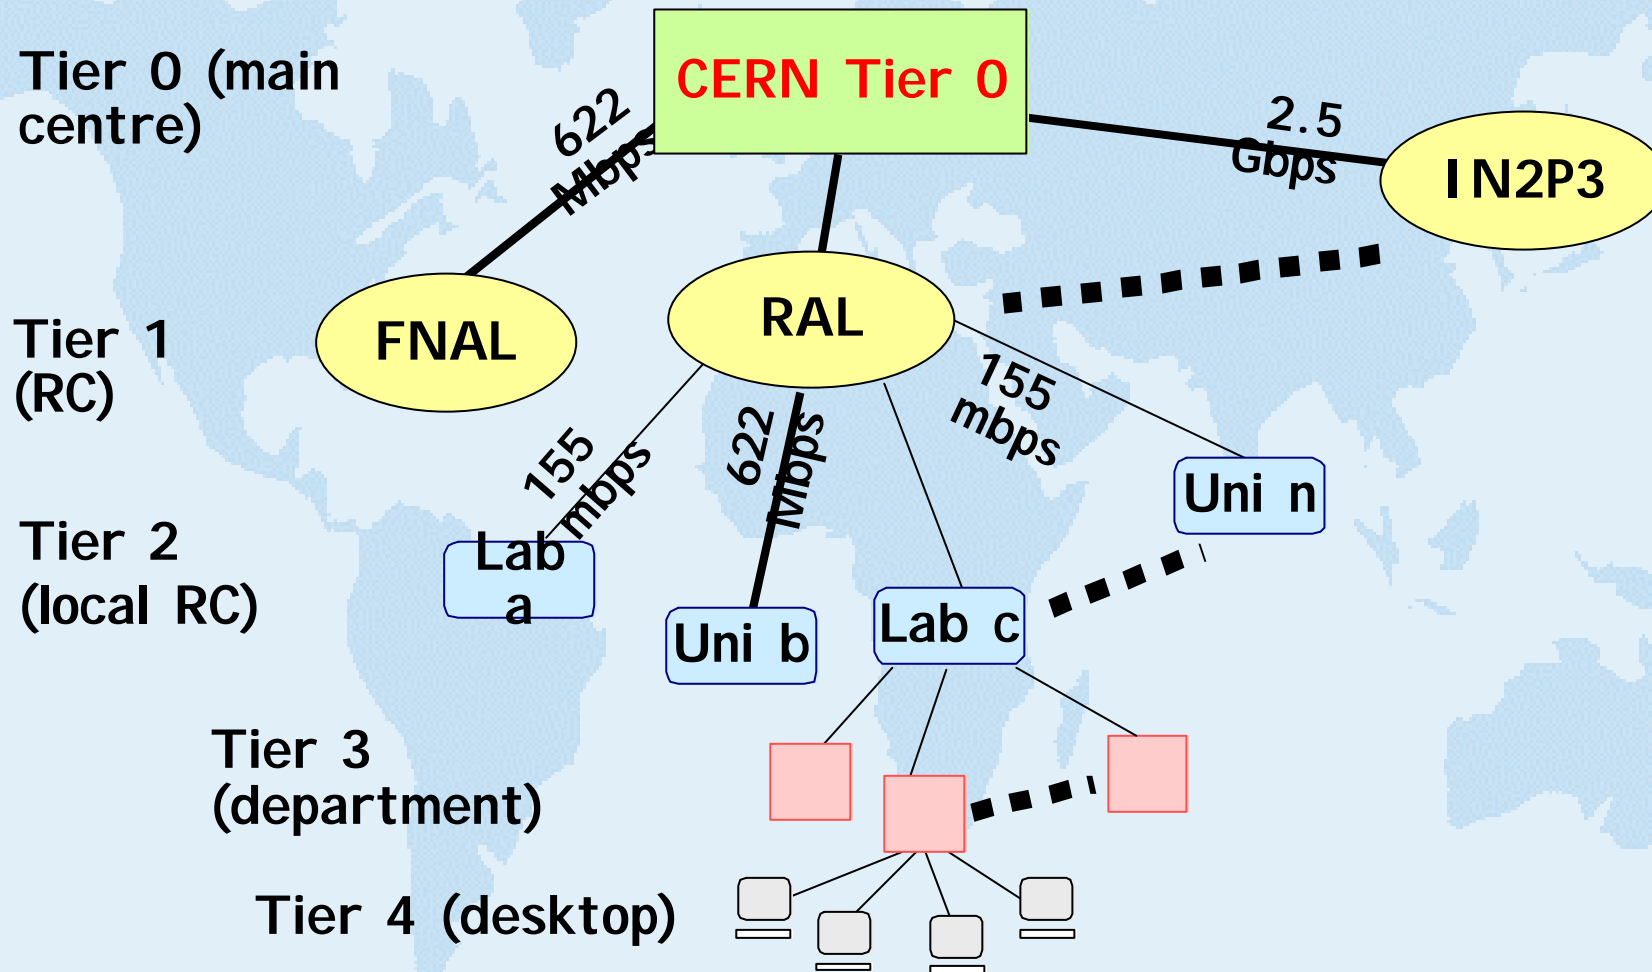 Tier 0 (main
centre)
CERN Tier 0
622
Mbps
2.5
Gbps
IN2P3
Tier 1
(RC)
FNAL
RAL
155
mbps
622
Mbps
155
mbps
Uni n
Tier 2
(local RC)
Lab
a
Uni b
Lab c
Tier 3
(department)
Tier 4 (desktop)